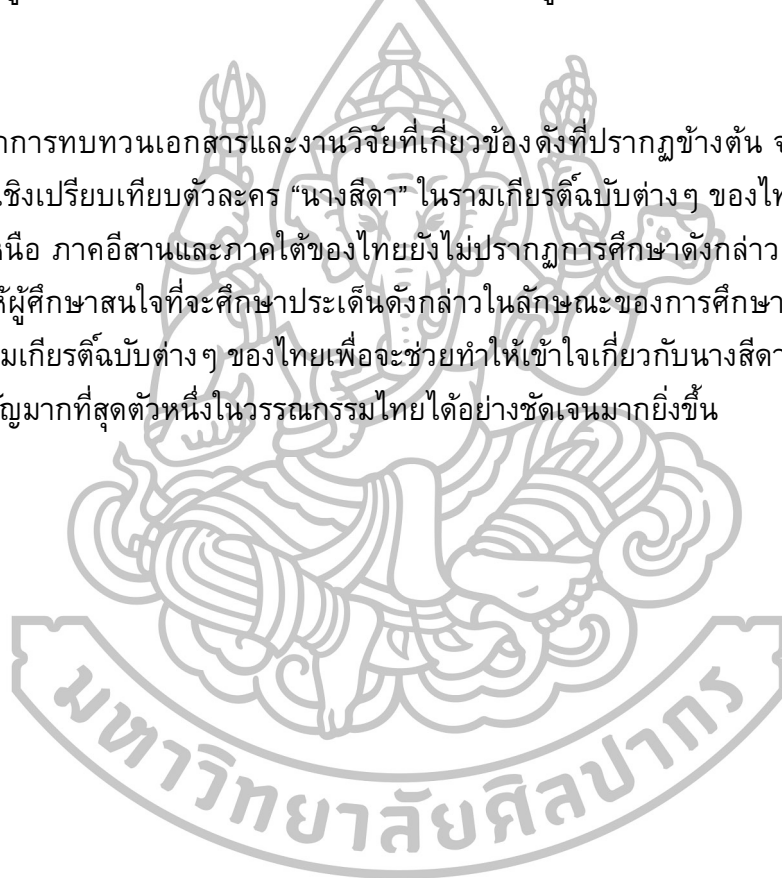 าการทบทวนเอกสารและงานวิจัยที่เกี่ยวข้องดังที่ปรากฏข้างต้น จ
เชิงเปรียบเทียบตัวละคร “นางสีดา” ในรามเกียรติ์ฉบับต่างๆ ของไท
หนือ ภาคอีสานและภาคใต้ของไทยยังไม่ปรากฏการศึกษาดังกล่าว
ห้ผู้ศึกษาสนใจที่จะศึกษาประเด็นดังกล่าวในลักษณะของการศึกษา
มเกียรติ์ฉบับต่างๆ ของไทยเพื่อจะช่วยทำให้เข้าใจเกี่ยวกับนางสีดา
ัญมากที่สุดตัวหนึ่งในวรรณกรรมไทยได้อย่างชัดเจนมากยิ่งขึ้น
มหาวิทยาลัยศิลปากร